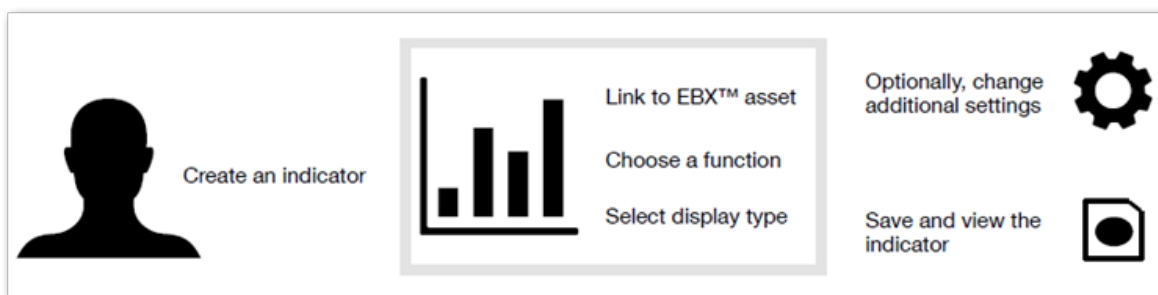 Create an indicator
Link to EBX™ asset
Choose a function
Select display type
Optionally, change
additional settings
Save and view the
indicator